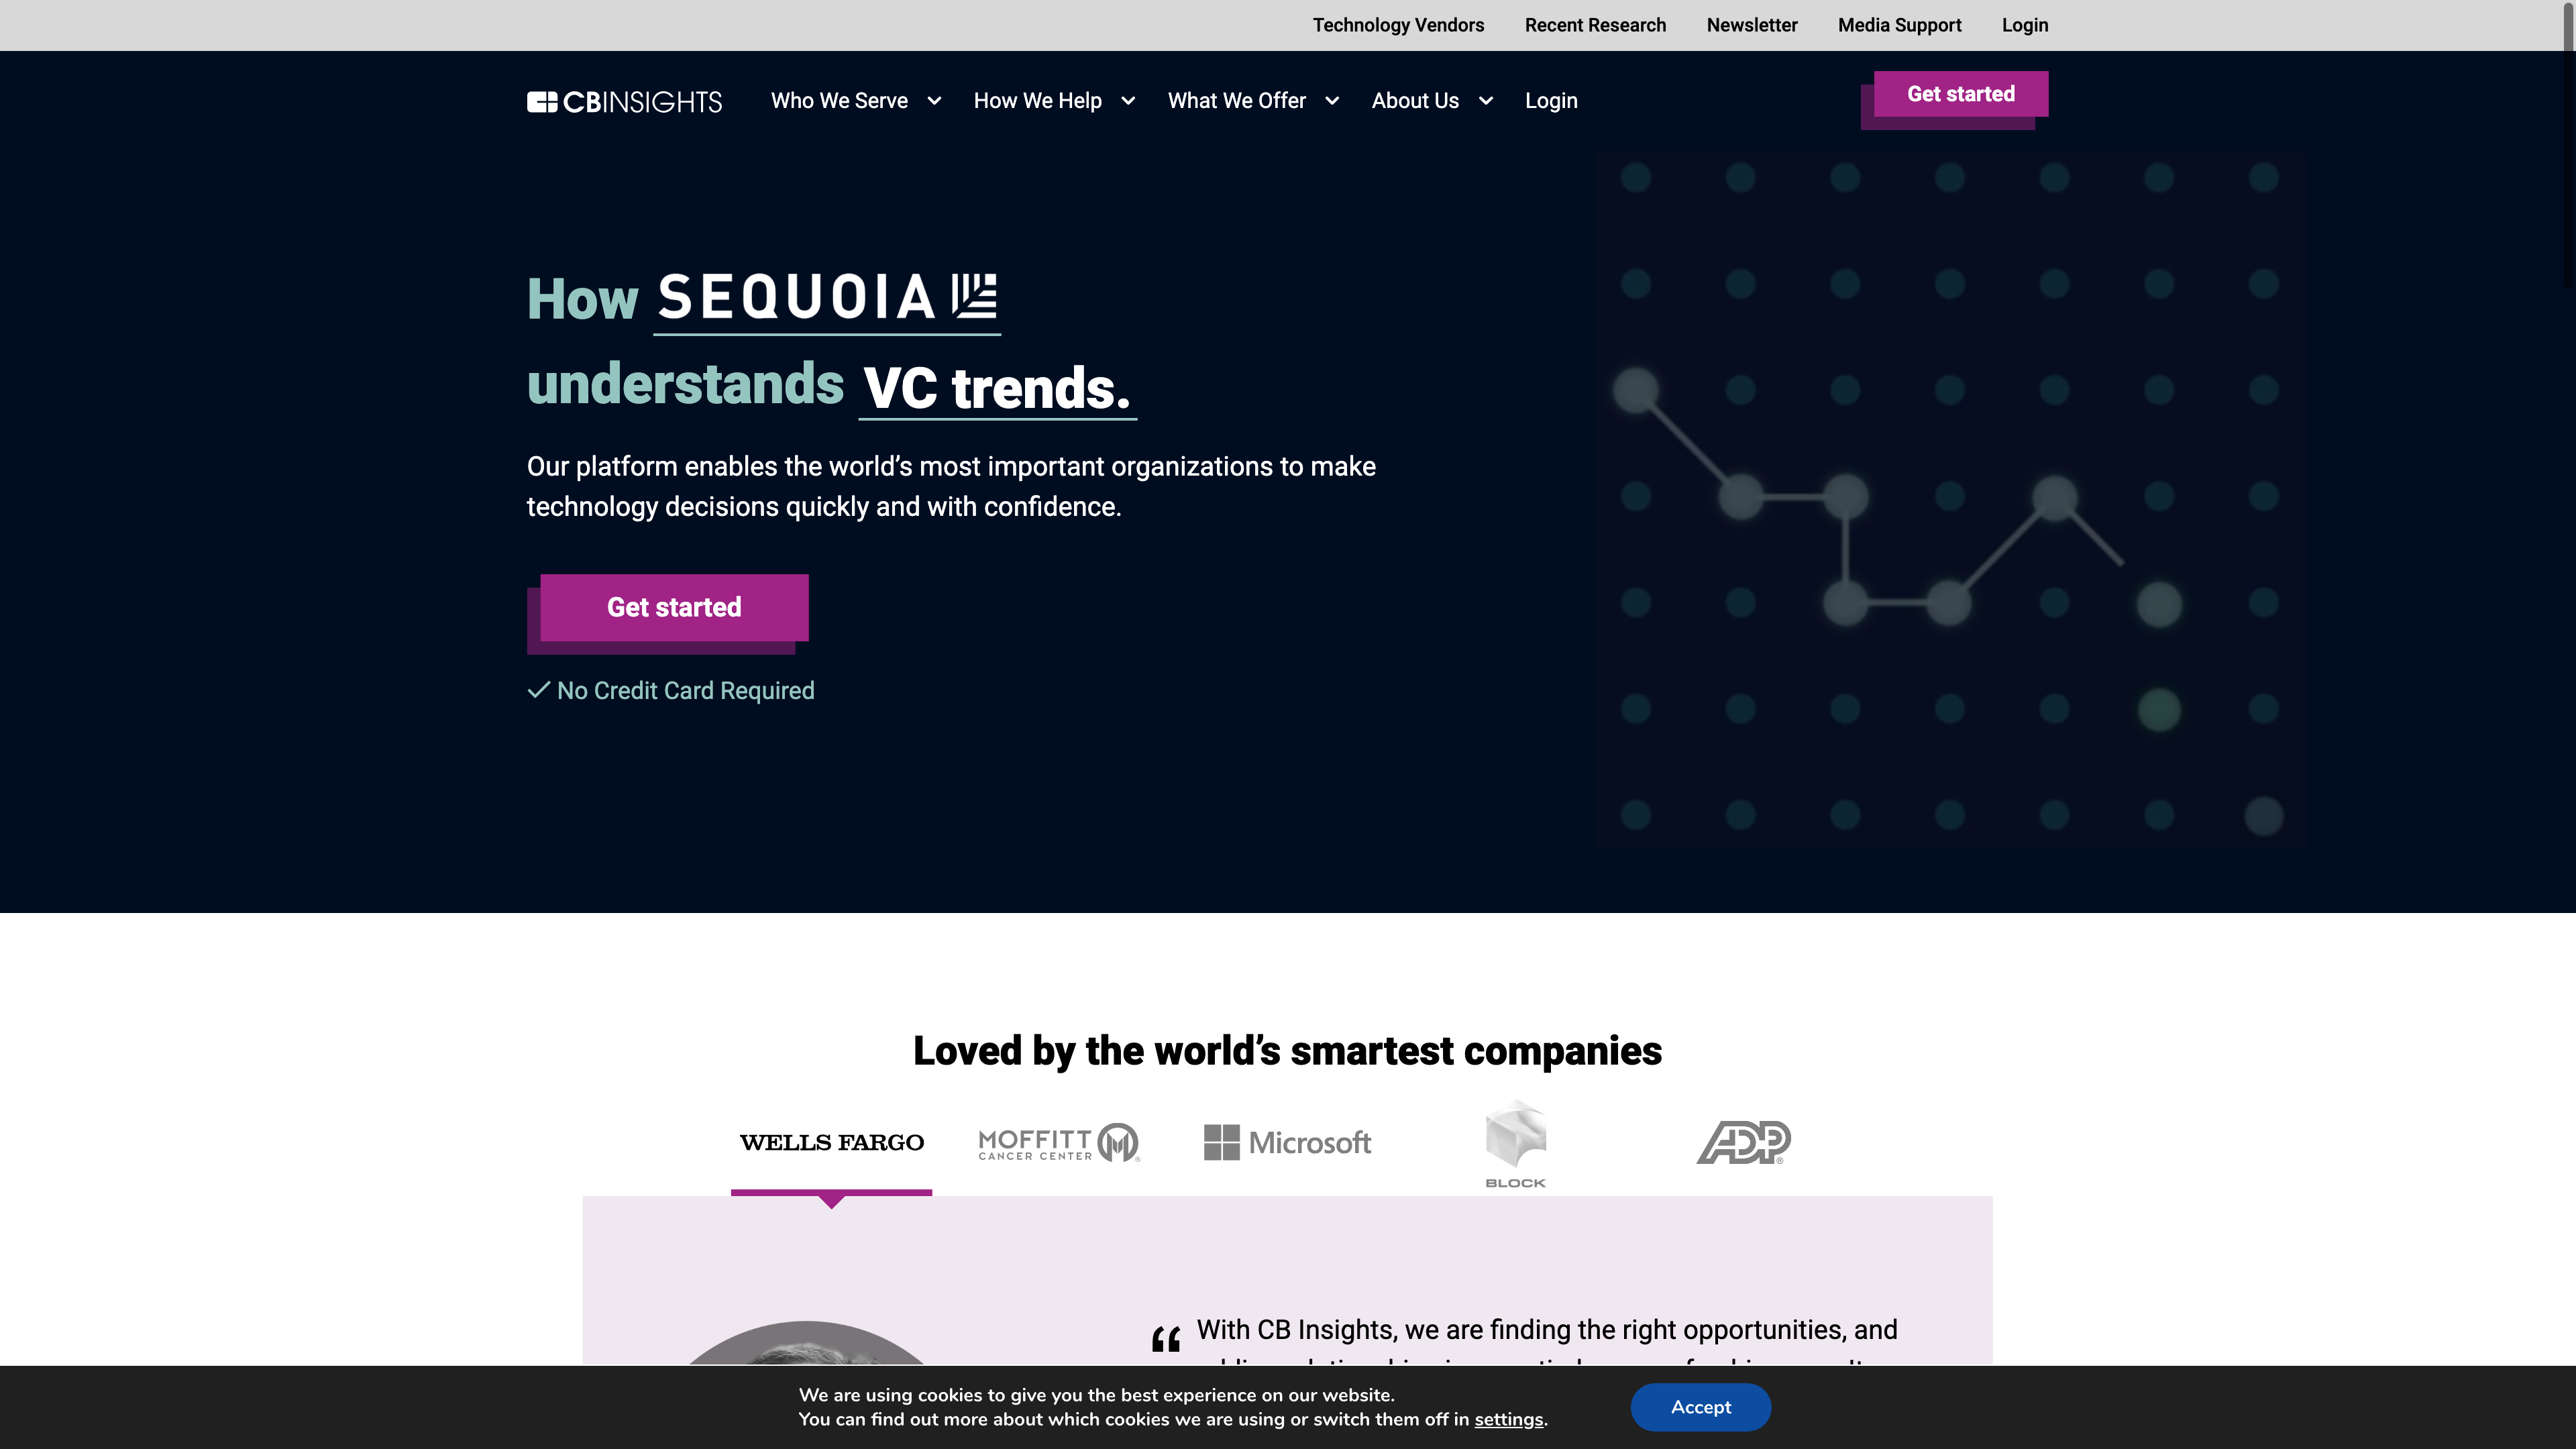 Technology Vendors Recent Research Newsletter Media Support Login
CBINSIGHTS Who We Serve How We Help What We Offer About Us Login Get started
How SEQUOIA
understands VC trends.
Our platform enables the world’s most important organizations to make
technology decisions quickly and with confidence.
Get started
No Credit Card Required
Loved by the world’s smartest companies
WELLS FARGO
MOFFITT
CANCER CENTER
Microsoft
BLOCK
ADP
“ With CB Insights, we are finding the right opportunities, and
We are using cookies to give you the best experience on our website.
You can find out more about which cookies we are using or switch them off in settings.
Accept